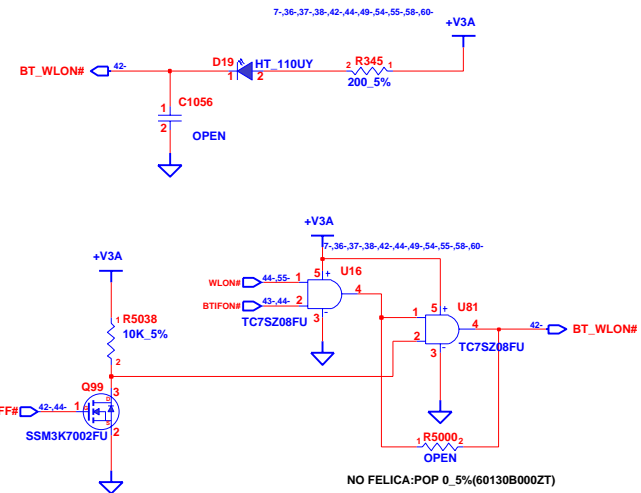 7-,36-,37-,38-,42-,44-,49-,54-,55-,58-,60-
+V3A
BT_WLON# 42- D19 HT_110UY 2 R345 1
1 2 200_5%
C1056
1
2
OPEN
+V3A +V3A
7-,36-,37-,38-,42-,44-,49-,54-,55-,58-,60-
WLON# 44-,55- 1 5 + U16
4
BTIFON# 43-,44- 2 - 3
TC7SZ08FU
5 + U81
1 4 42- BT_WLON#
2 - 3
TC7SZ08FU
1 R5038
10K_5%
2
Q99 3
D
FF# 42-,44- 1 G
S
2
SSM3K7002FU
1 R5000 2
OPEN
NO FELICA:POP 0_5%(60130B000ZT)